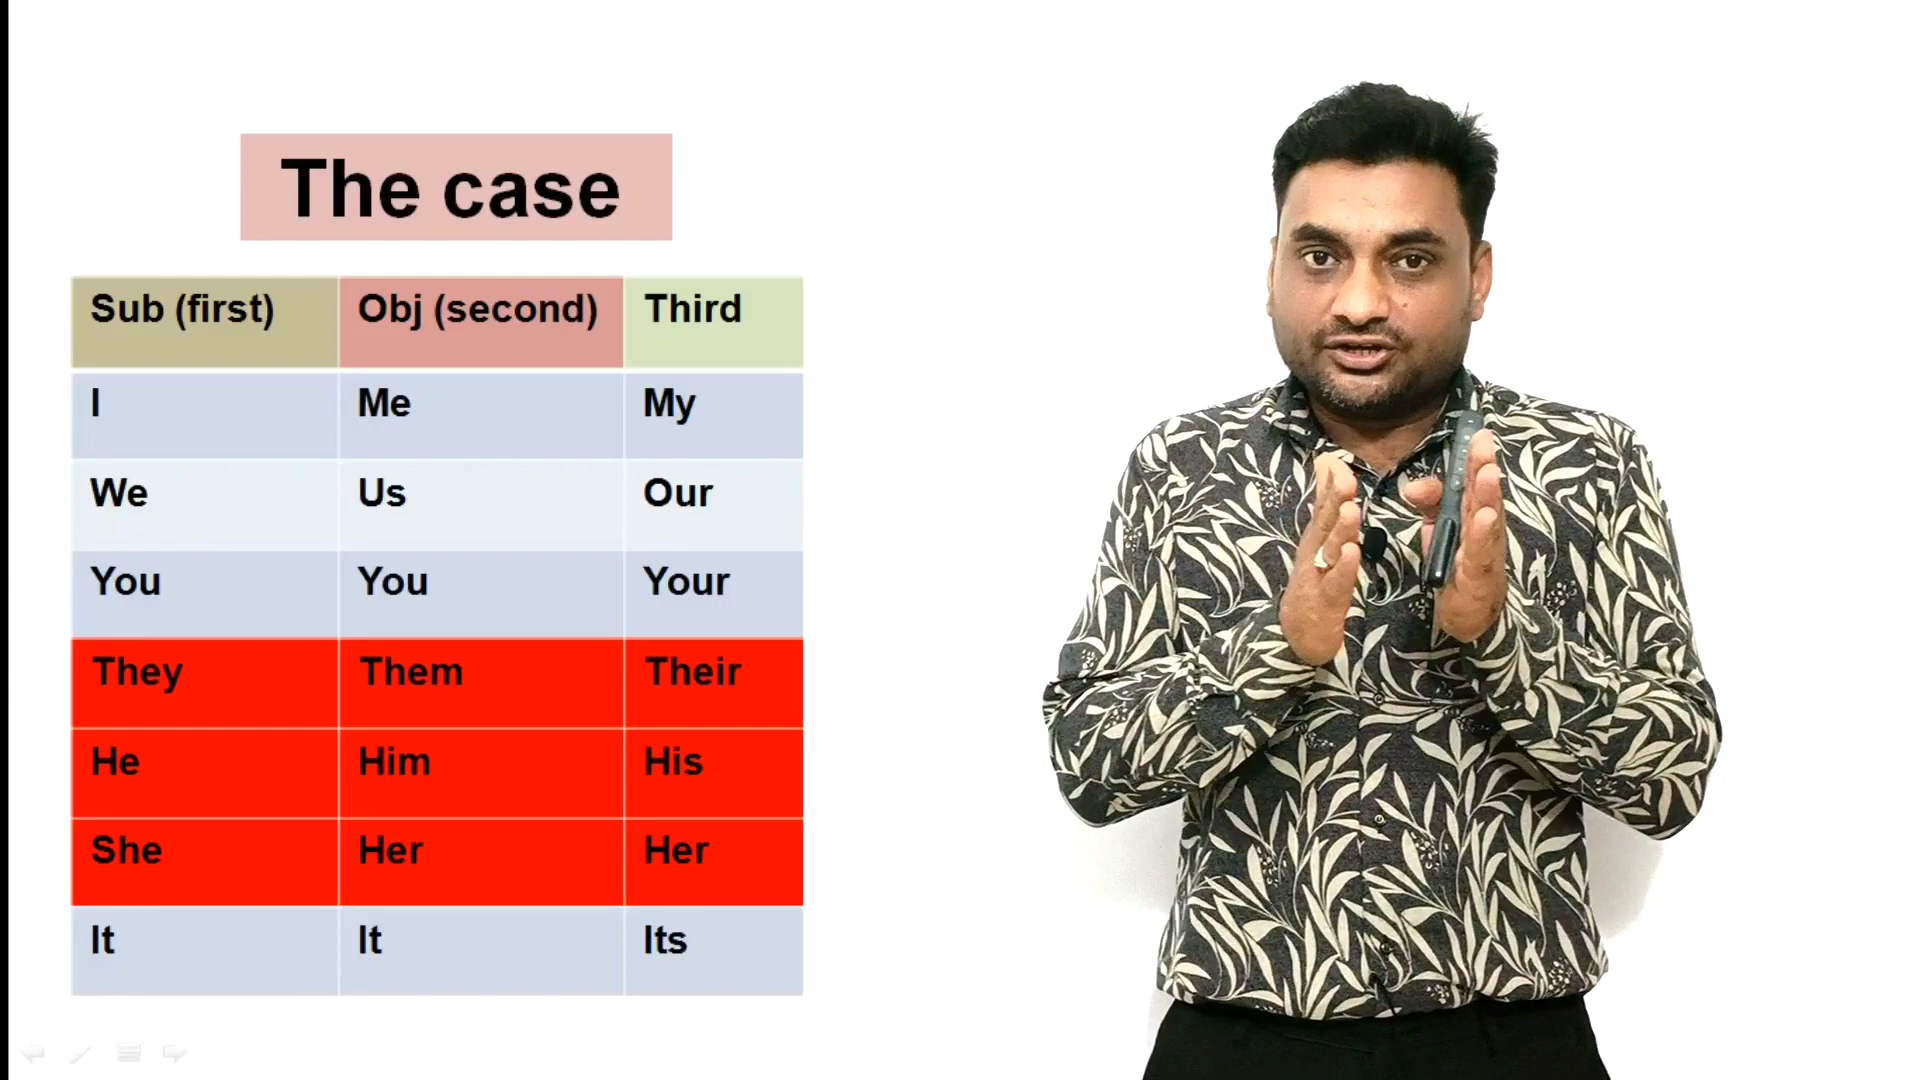 The case
Sub (first) Obj (second) Third
I Me My
We Us Our
You You Your
They Them Their
He Him His
She Her Her
It It Its